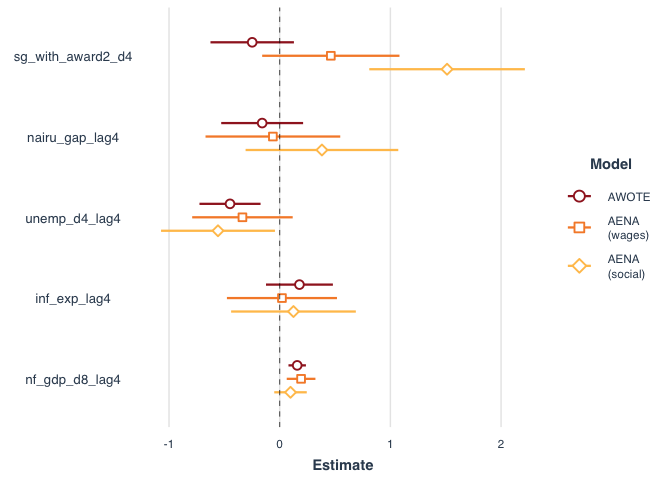 sg_with_award2_d4
nairu_gap_lag4
unemp_d4_lag4
inf_exp_lag4
nf_gdp_d8_lag4
-1
0
1
2
Estimate
Model
AWOTE
AENA
(wages)
AENA
(social)